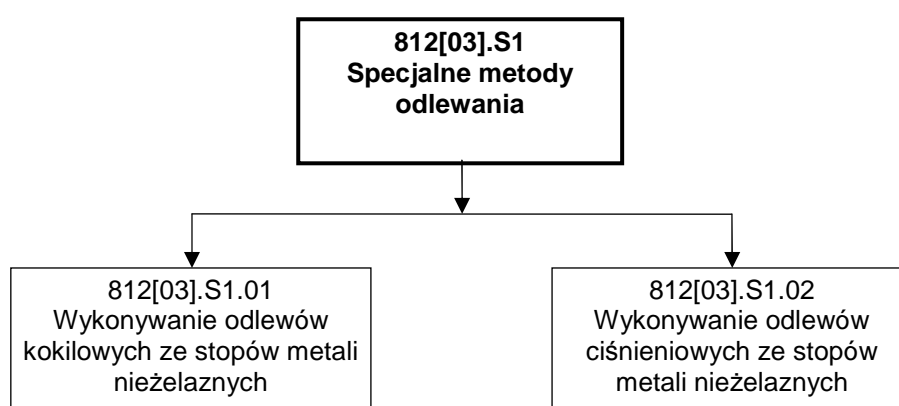 812[03].S1
Specjalne metody
odlewania
812[03].S1.01
Wykonywanie odlewów
kokilowych ze stopów metali
nieżelaznych
812[03].S1.02
Wykonywanie odlewów
ciśnieniowych ze stopów
metali nieżelaznych